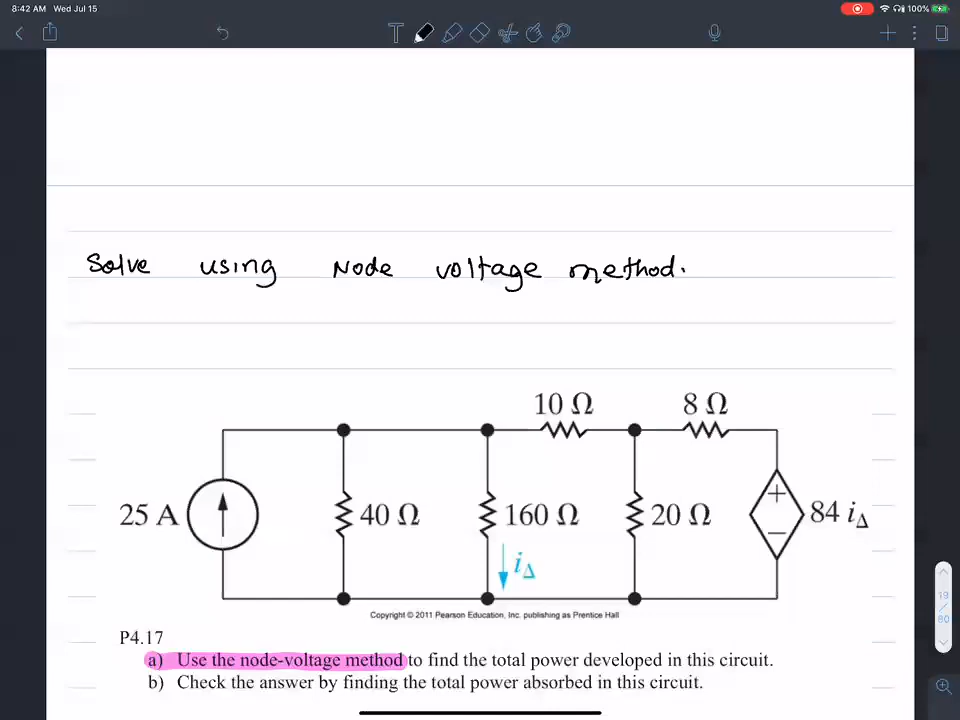 8:42 AM Wed Jul 15
100%
Solve using Node voltage method.
10 Ω
8 Ω
25 A
40 Ω
160 Ω
20 Ω
+
−
84 iΔ
iΔ
Copyright © 2011 Pearson Education, Inc. publishing as Prentice Hall
P4.17
a) Use the node-voltage method to find the total power developed in this circuit.
b) Check the answer by finding the total power absorbed in this circuit.
19
/
80